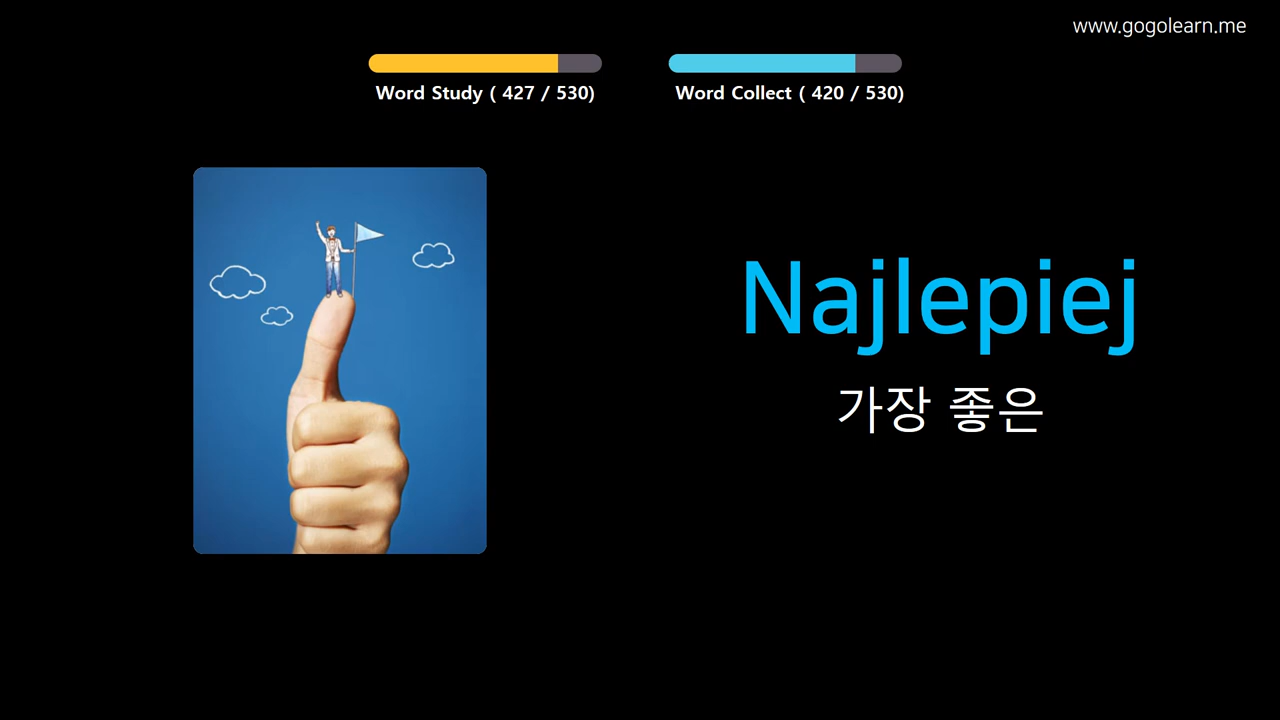 www.gogolearn.me
Word Study ( 427 / 530)
Word Collect ( 420 / 530)
Najlepiej
가장 좋은